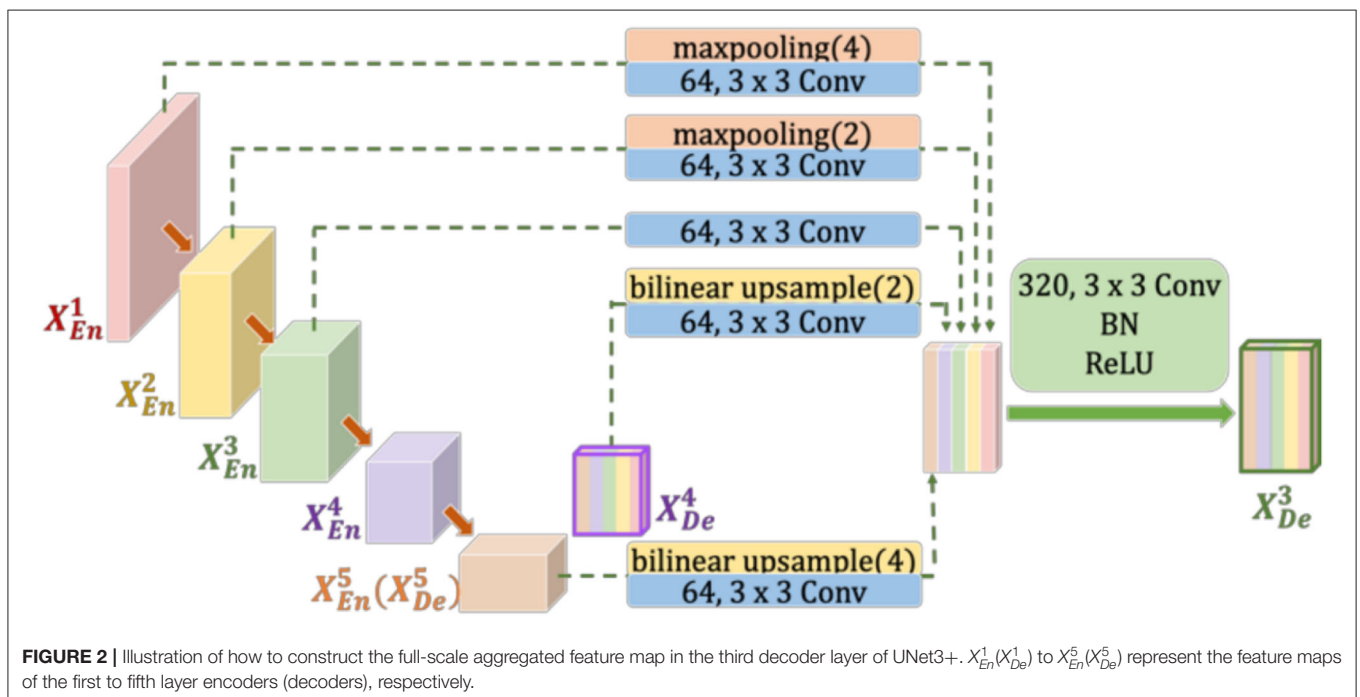 maxpooling(4)
64, 3 x 3 Conv
maxpooling(2)
64, 3 x 3 Conv
64, 3 x 3 Conv
bilinear upsample(2)
64, 3 x 3 Conv
320, 3 x 3 Conv
BN
ReLU
X¹En
X²En
X³En
X⁴En
X⁴De
X³De
X⁵En(X⁵De)
bilinear upsample(4)
64, 3 x 3 Conv
FIGURE 2 | Illustration of how to construct the full-scale aggregated feature map in the third decoder layer of UNet3+. X¹En(X¹De) to X⁵En(X⁵De) represent the feature maps
of the first to fifth layer encoders (decoders), respectively.